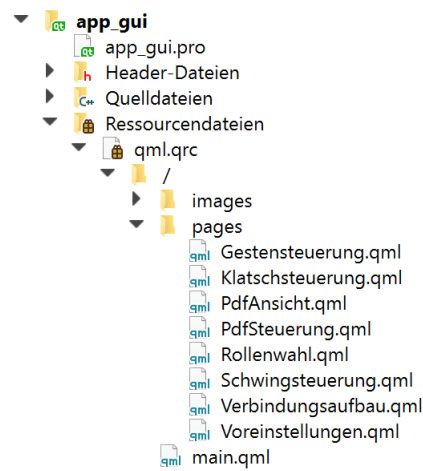 app_gui
app_gui.pro
Header-Dateien
Quelldateien
Ressourcendateien
qml.qrc
/
images
pages
Gestensteuerung.qml
Klatschsteuerung.qml
PdfAnsicht.qml
PdfSteuerung.qml
Rollenwahl.qml
Schwingsteuerung.qml
Verbindungsaufbau.qml
Voreinstellungen.qml
main.qml